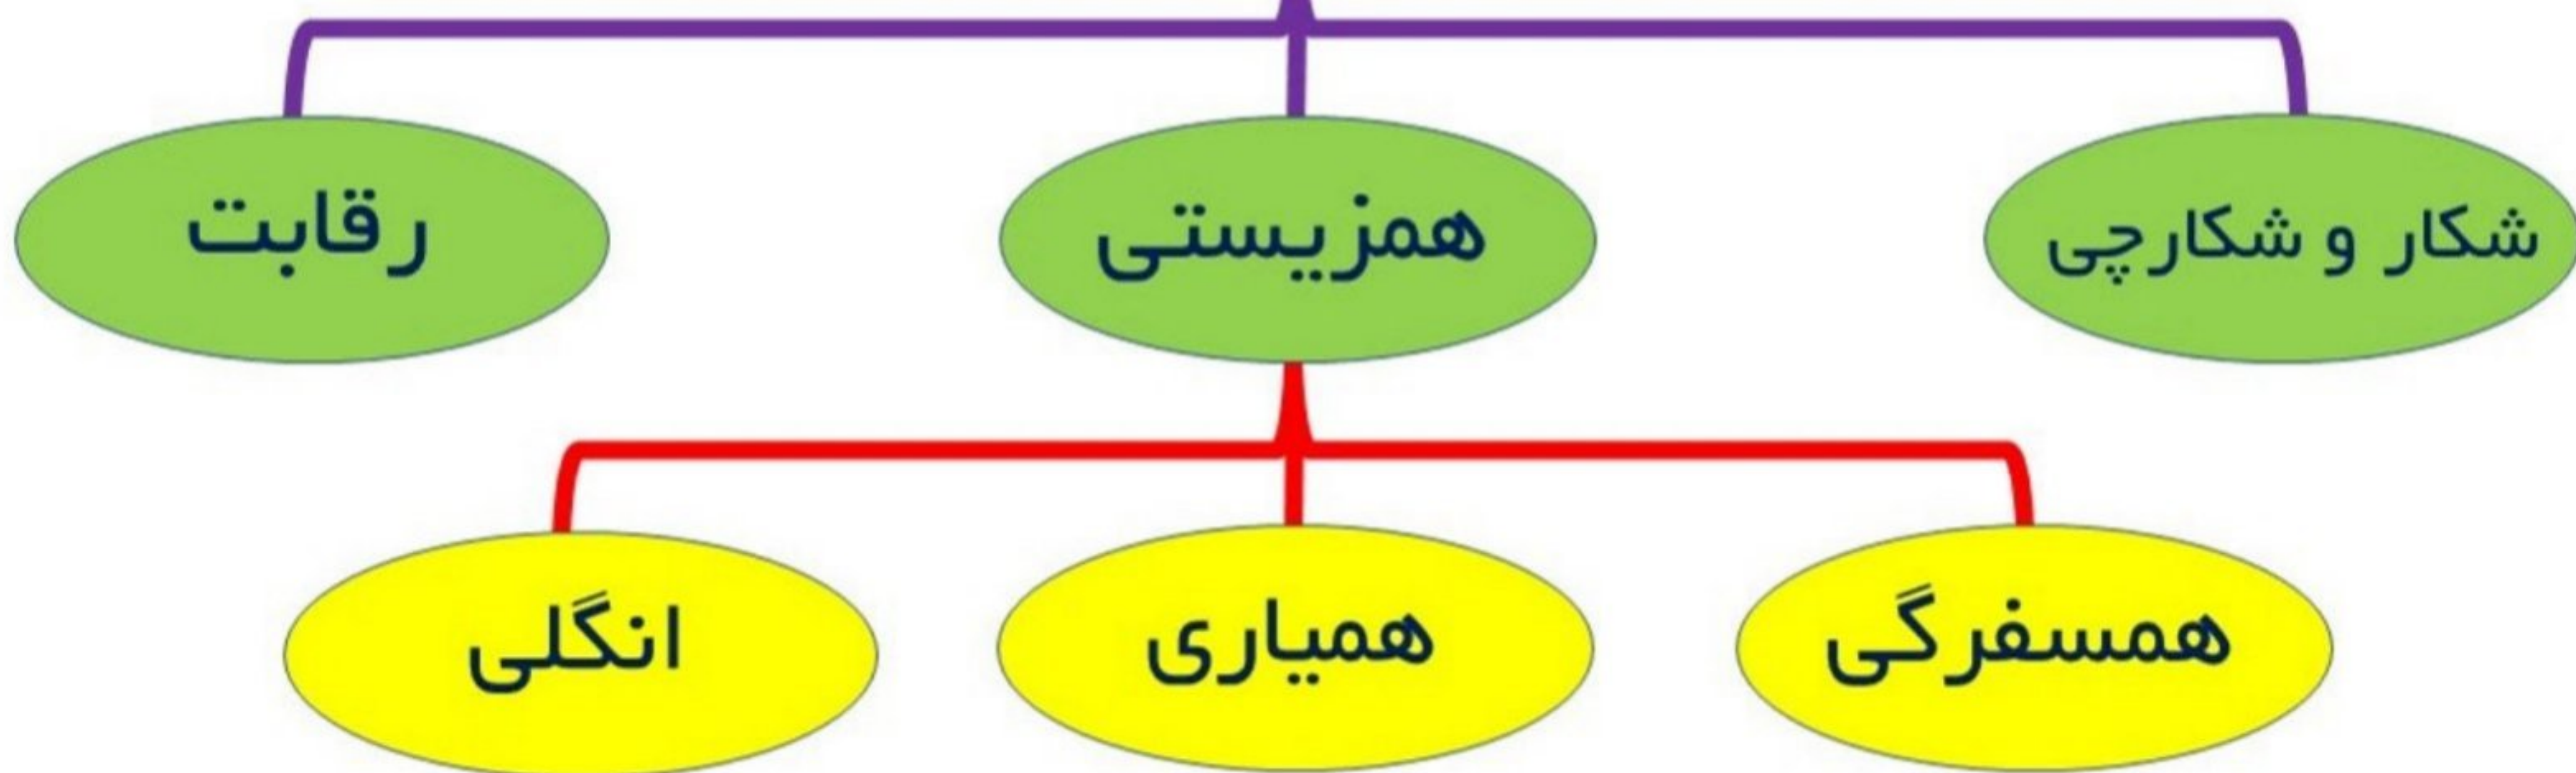 شکار و شکارچی
همزیستی
رقابت
همسفرگی
همیاری
انگلی